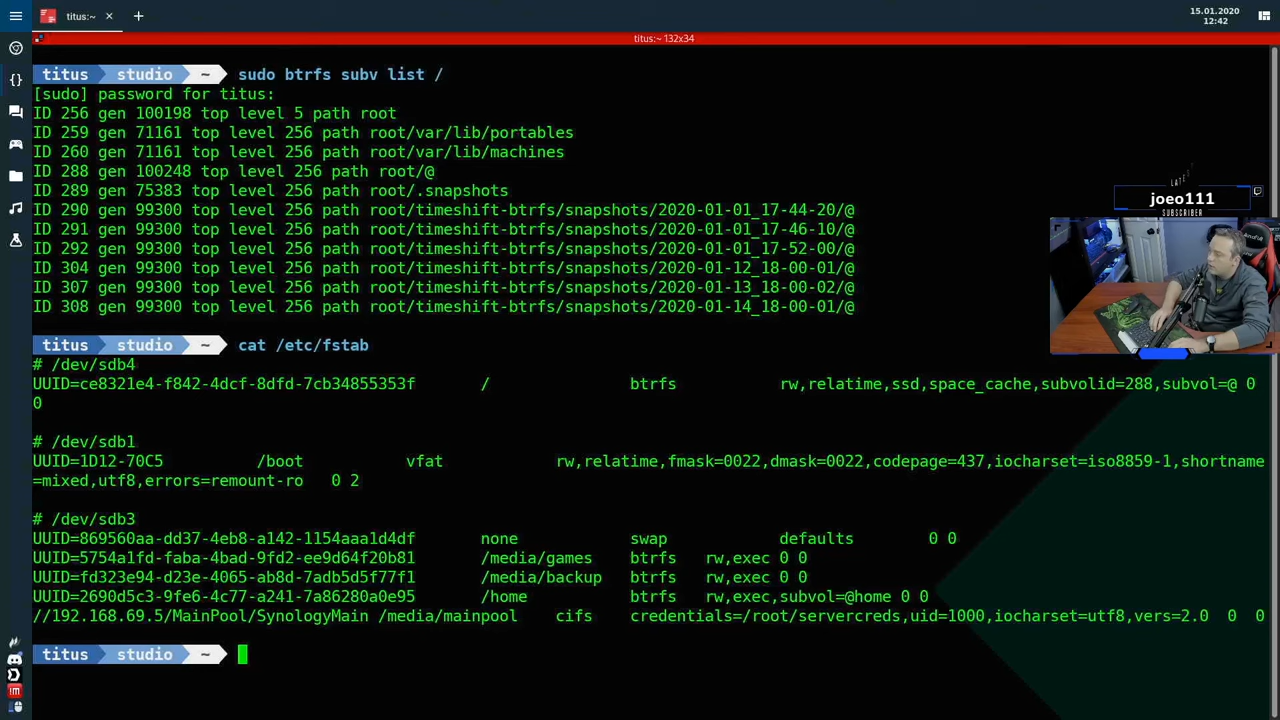 titus:~
15.01.2020
12:42
titus:~ 132x34
titus studio ~ sudo btrfs subv list /
[sudo] password for titus:
ID 256 gen 100198 top level 5 path root
ID 259 gen 71161 top level 256 path root/var/lib/portables
ID 260 gen 71161 top level 256 path root/var/lib/machines
ID 288 gen 100248 top level 256 path root/@
ID 289 gen 75383 top level 256 path root/.snapshots
ID 290 gen 99300 top level 256 path root/timeshift-btrfs/snapshots/2020-01-01_17-44-20/@
ID 291 gen 99300 top level 256 path root/timeshift-btrfs/snapshots/2020-01-01_17-46-10/@
ID 292 gen 99300 top level 256 path root/timeshift-btrfs/snapshots/2020-01-01_17-52-00/@
ID 304 gen 99300 top level 256 path root/timeshift-btrfs/snapshots/2020-01-12_18-00-01/@
ID 307 gen 99300 top level 256 path root/timeshift-btrfs/snapshots/2020-01-13_18-00-02/@
ID 308 gen 99300 top level 256 path root/timeshift-btrfs/snapshots/2020-01-14_18-00-01/@
joeo111
SUBSCRIBER
titus studio ~ cat /etc/fstab
# /dev/sdb4
UUID=ce8321e4-f842-4dcf-8dfd-7cb34855353f / btrfs rw,relatime,ssd,space_cache,subvolid=288,subvol=@ 0
0
# /dev/sdb1
UUID=1D12-70C5 /boot vfat rw,relatime,fmask=0022,dmask=0022,codepage=437,iocharset=iso8859-1,shortname
=mixed,utf8,errors=remount-ro 0 2
# /dev/sdb3
UUID=869560aa-dd37-4eb8-a142-1154aaa1d4df none swap defaults 0 0
UUID=5754a1fd-faba-4bad-9fd2-ee9d64f20b81 /media/games btrfs rw,exec 0 0
UUID=fd323e94-d23e-4065-ab8d-7adb5d5f77f1 /media/backup btrfs rw,exec 0 0
UUID=2690d5c3-9fe6-4c77-a241-7a86280a0e95 /home btrfs rw,exec,subvol=@home 0 0
//192.168.69.5/MainPool/SynologyMain /media/mainpool cifs credentials=/root/servercreds,uid=1000,iocharset=utf8,vers=2.0 0 0
titus studio ~